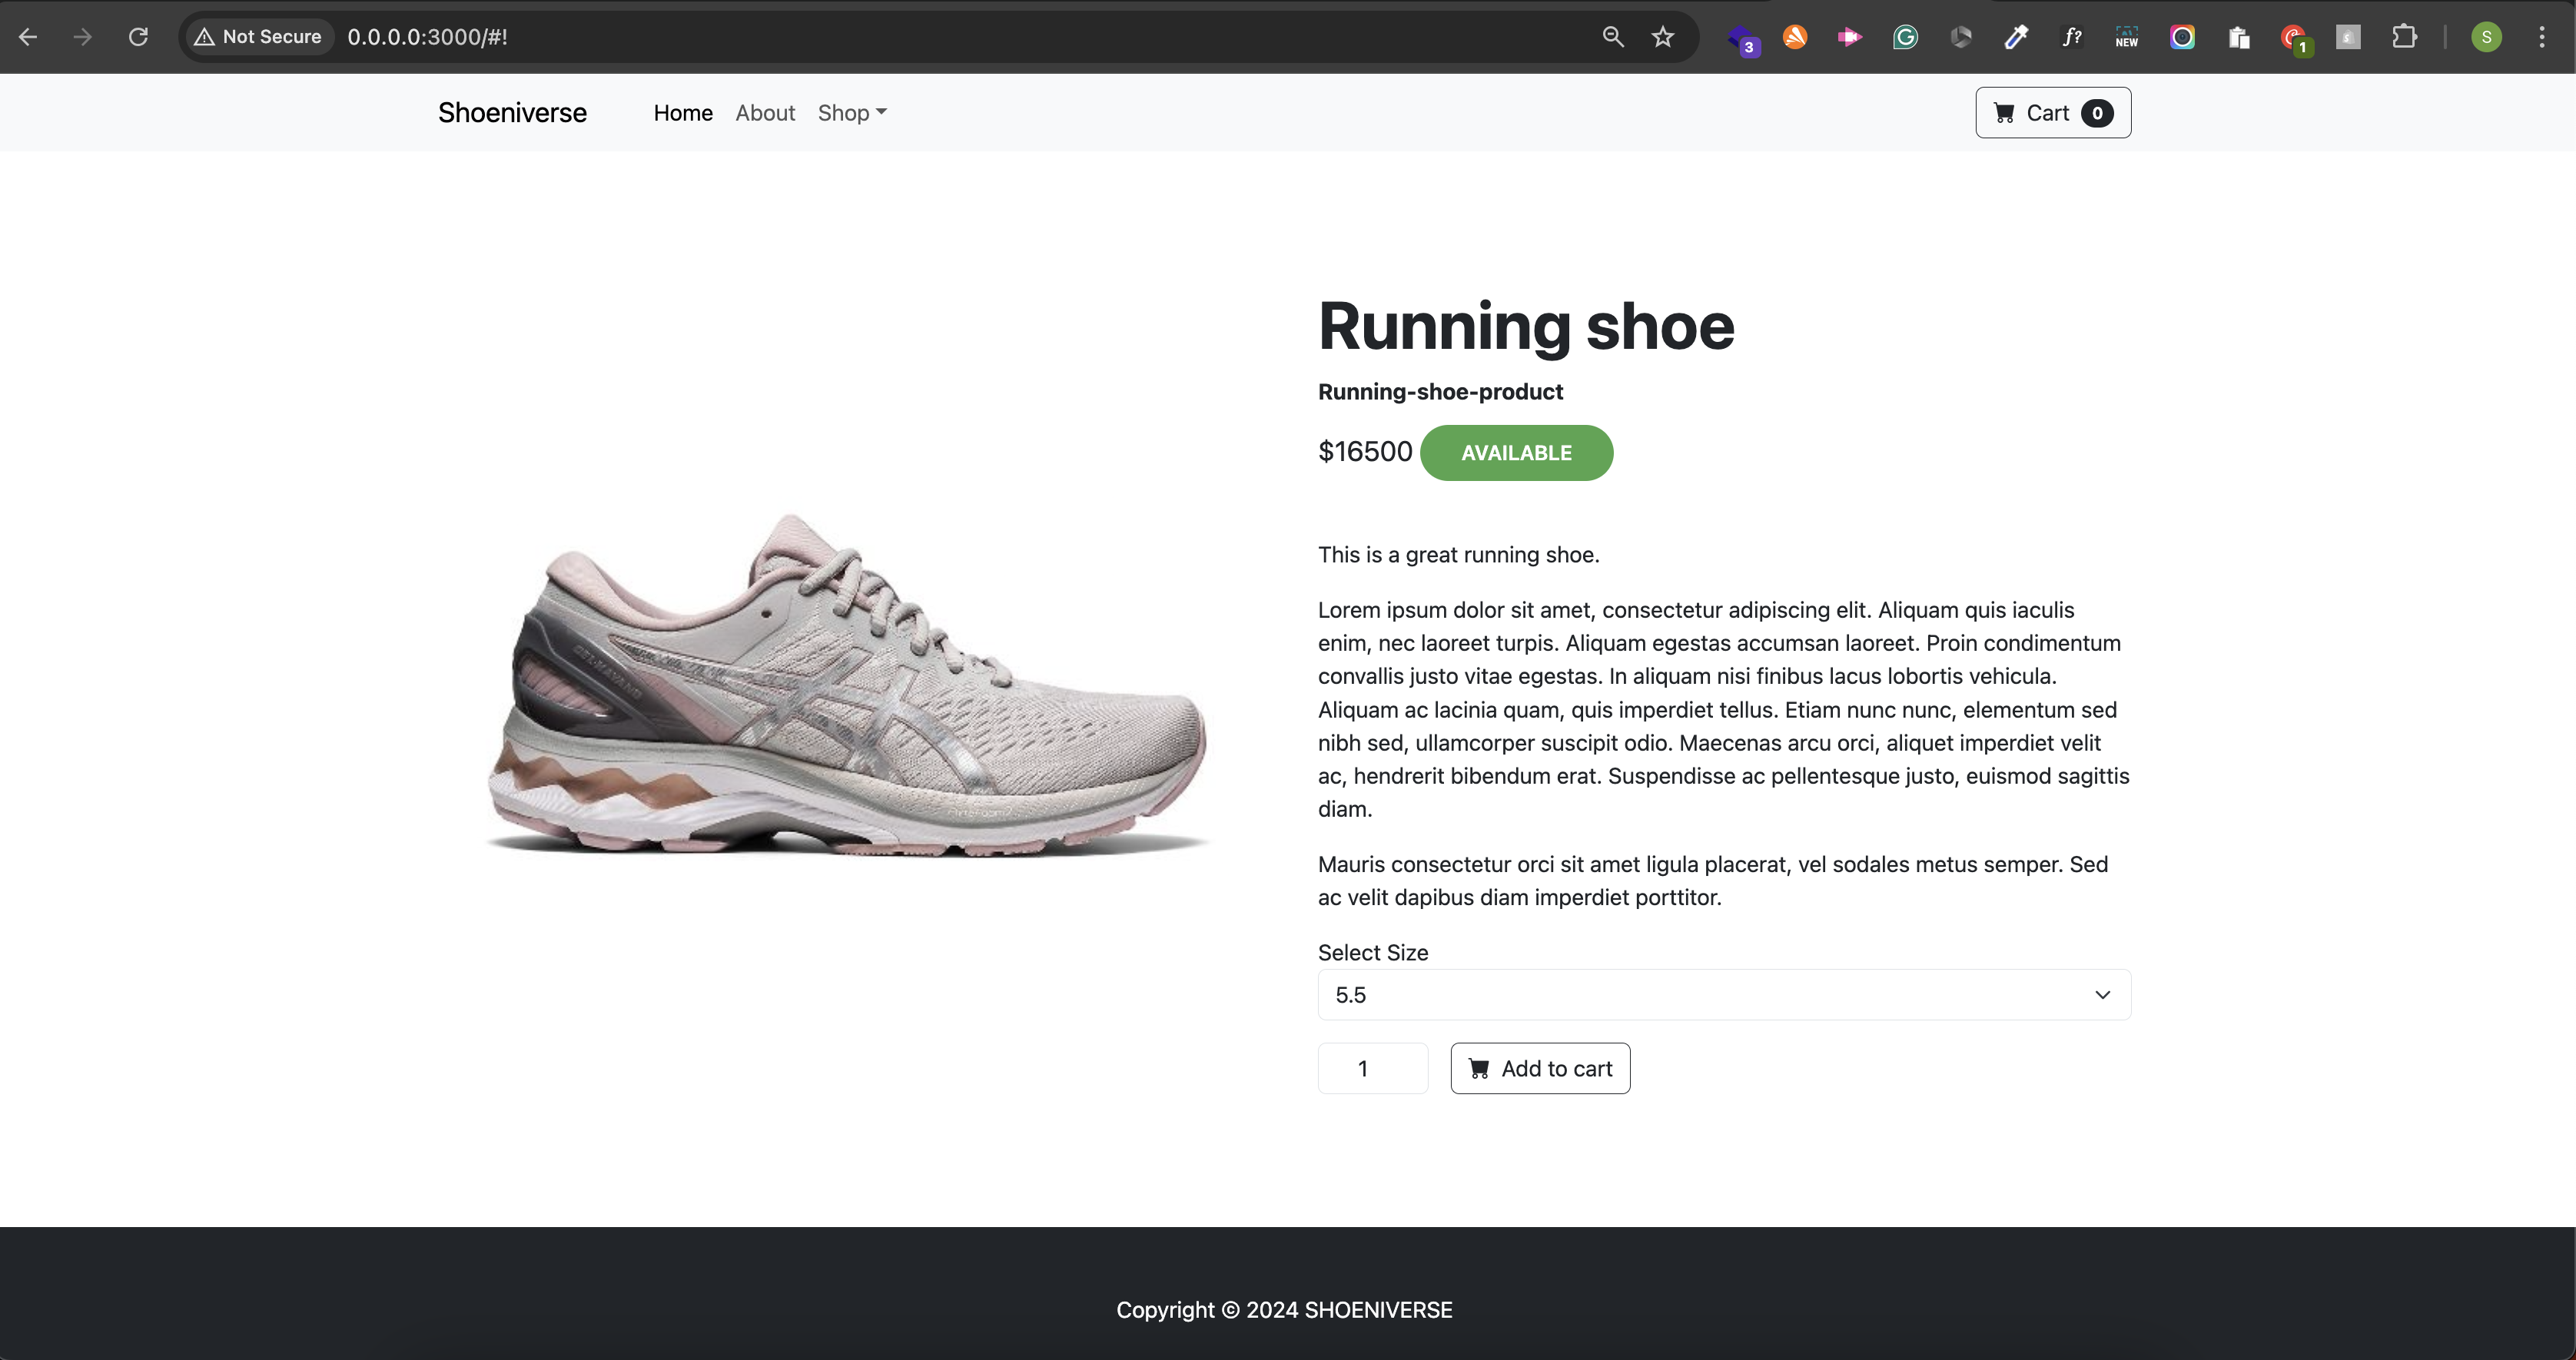 Not Secure 0.0.0.0:3000/#!
3
f?
NEW
1
S
Shoeniverse Home About Shop Cart 0
Running shoe
Running-shoe-product
$16500 AVAILABLE
This is a great running shoe.
Lorem ipsum dolor sit amet, consectetur adipiscing elit. Aliquam quis iaculis
enim, nec laoreet turpis. Aliquam egestas accumsan laoreet. Proin condimentum
convallis justo vitae egestas. In aliquam nisi finibus lacus lobortis vehicula.
Aliquam ac lacinia quam, quis imperdiet tellus. Etiam nunc nunc, elementum sed
nibh sed, ullamcorper suscipit odio. Maecenas arcu orci, aliquet imperdiet velit
ac, hendrerit bibendum erat. Suspendisse ac pellentesque justo, euismod sagittis
diam.
Mauris consectetur orci sit amet ligula placerat, vel sodales metus semper. Sed
ac velit dapibus diam imperdiet porttitor.
Select Size
5.5
1 Add to cart
GEL-KAYANO
Copyright © 2024 SHOENIVERSE